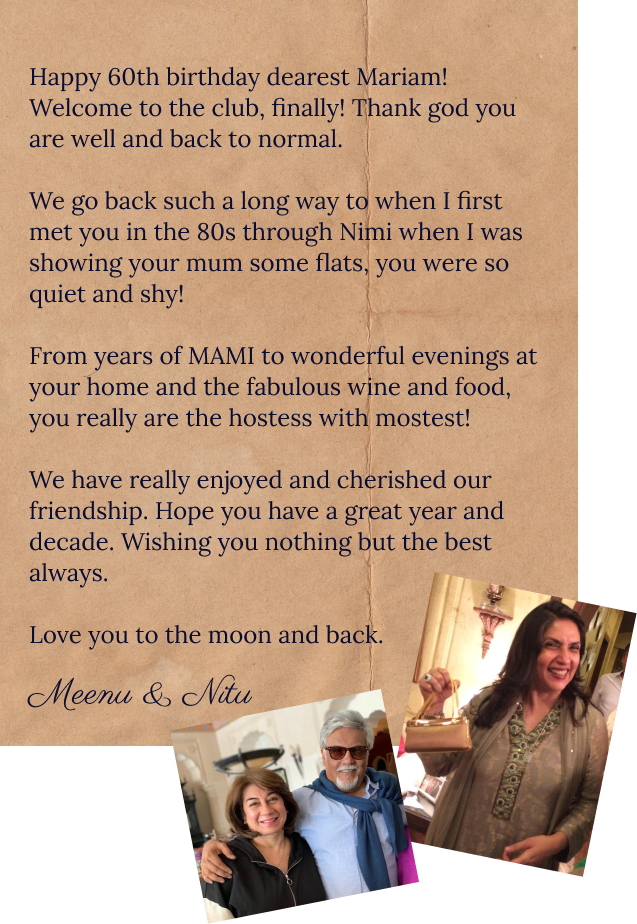 Happy 60th birthday dearest Mariam!
Welcome to the club, finally! Thank god you
are well and back to normal.
We go back such a long way to when I first
met you in the 80s through Nimi when I was
showing your mum some flats, you were so
quiet and shy!
From years of MAMI to wonderful evenings at
your home and the fabulous wine and food,
you really are the hostess with mostest!
We have really enjoyed and cherished our
friendship. Hope you have a great year and
decade. Wishing you nothing but the best
always.
Love you to the moon and back.
Meenu & Nitu